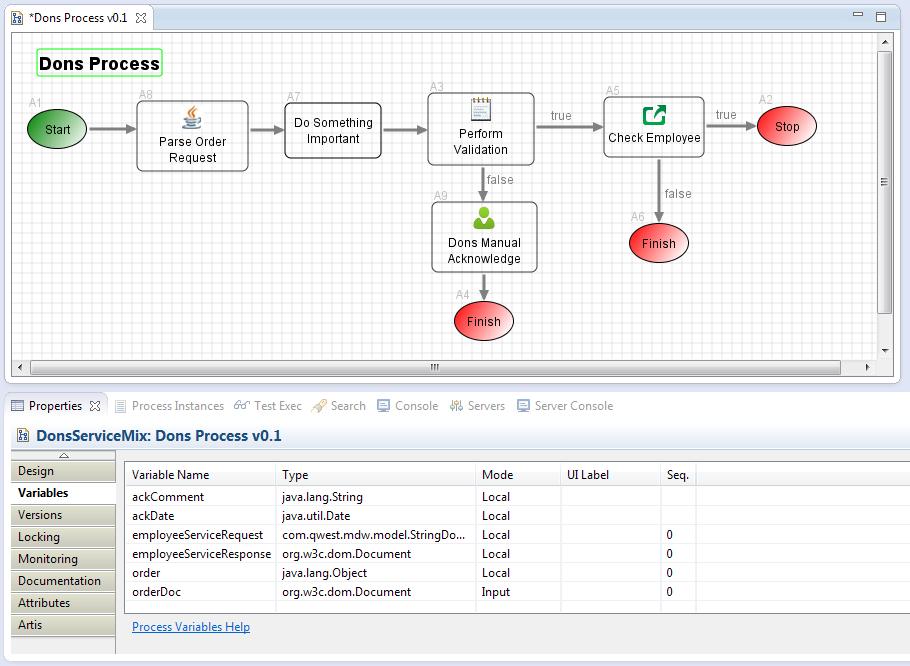 *Dons Process v0.1
Dons Process
A1
Start
A8
Parse Order
Request
A7
Do Something
Important
A3
Perform
Validation
true
A5
Check Employee
true
A2
Stop
false
A9
Dons Manual
Acknowledge
A4
Finish
false
A6
Finish
Properties Process Instances Test Exec Search Console Servers Server Console
DonsServiceMix: Dons Process v0.1
Design
Variables
Versions
Locking
Monitoring
Documentation
Attributes
Artis
Variable Name Type Mode UI Label Seq.
ackComment java.lang.String Local
ackDate java.util.Date Local
employeeServiceRequest com.qwest.mdw.model.StringDo... Local 0
employeeServiceResponse org.w3c.dom.Document Local 0
order java.lang.Object Local 0
orderDoc org.w3c.dom.Document Input 0
Process Variables Help